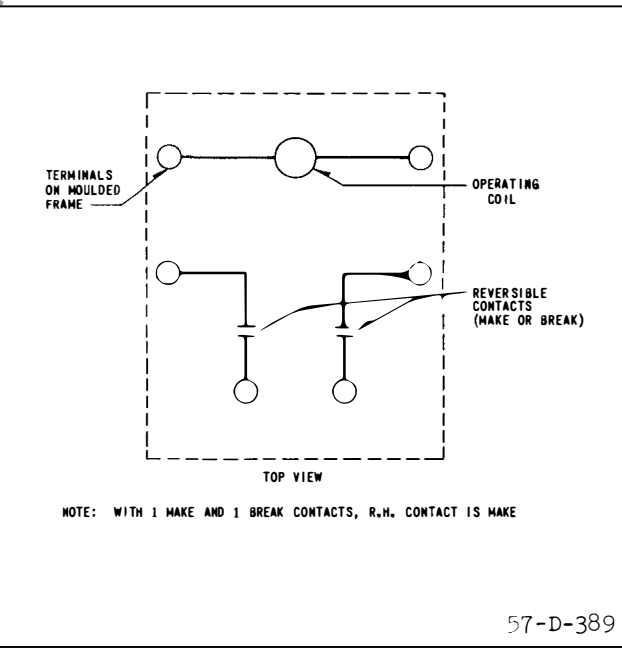 TERMINALS
ON MOULDED
FRAME
OPERATING
COIL
REVERSIBLE
CONTACTS
(MAKE OR BREAK)
TOP VIEW
NOTE: WITH 1 MAKE AND 1 BREAK CONTACTS, R.H. CONTACT IS MAKE
57-D-389